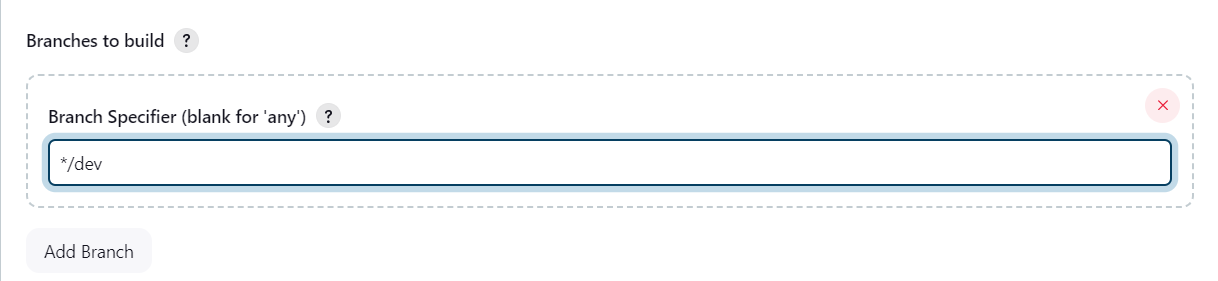 Branches to build ?
Branch Specifier (blank for 'any') ?
*/dev
Add Branch